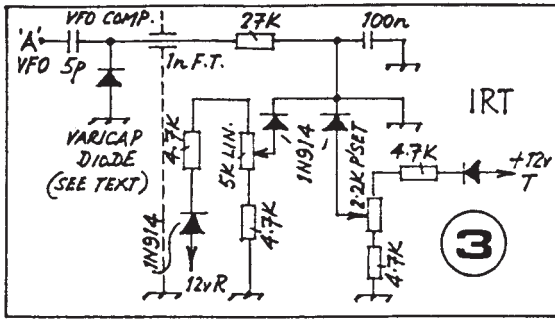 'A'
VFO
5p
VFO COMP.
1n F.T.
27K
100n
IRT
VARICAP
DIODE
(SEE TEXT)
4.7K
5K LIN.
1N914
2.2K P'SET
4.7K
+12v
T
1N914
12vR
4.7K
4.7K
3